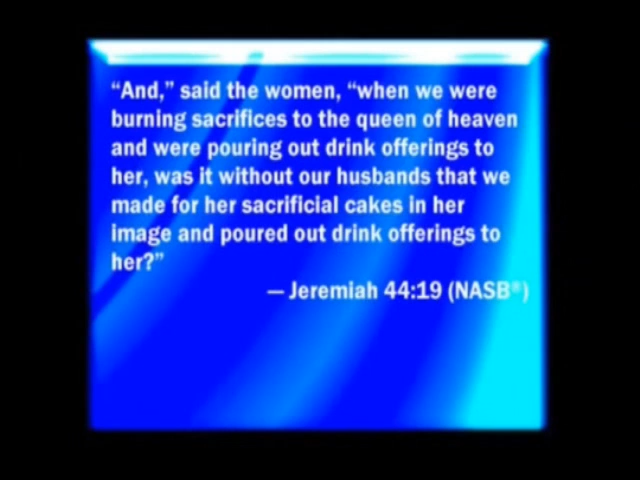 “And,” said the women, “when we were
burning sacrifices to the queen of heaven
and were pouring out drink offerings to
her, was it without our husbands that we
made for her sacrificial cakes in her
image and poured out drink offerings to
her?”
— Jeremiah 44:19 (NASB®)